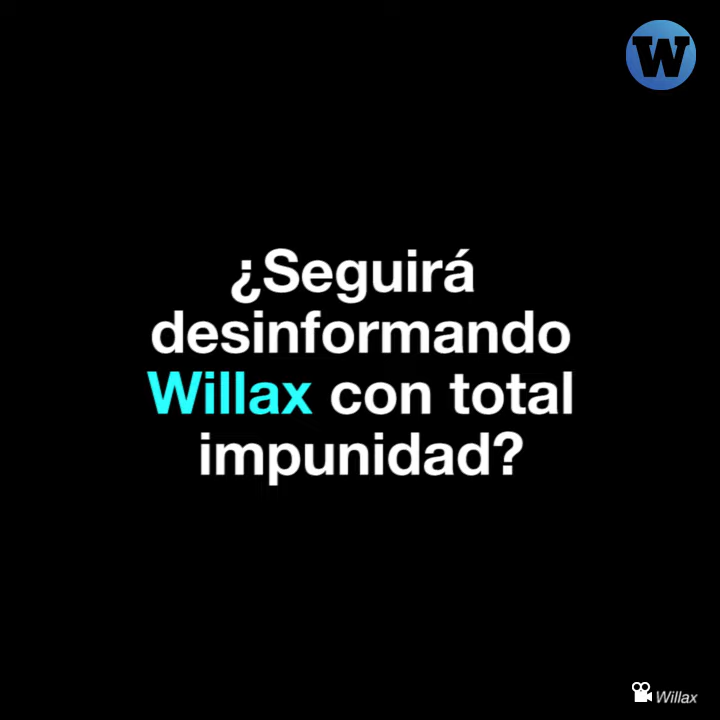 W
¿Seguirá
desinformando
Willax con total
impunidad?
Willax